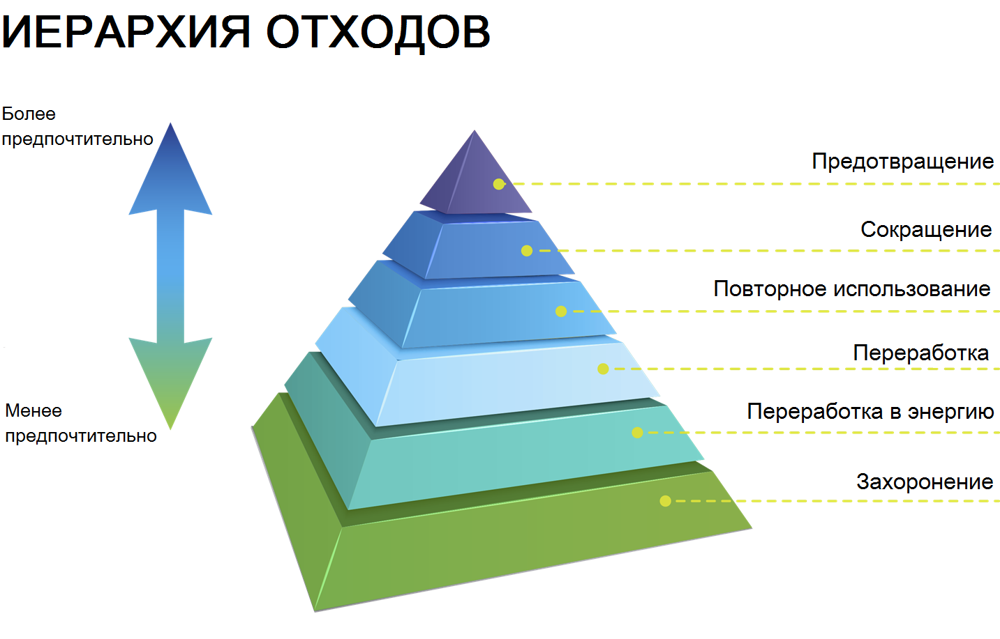 ИЕРАРХИЯ ОТХОДОВ
Более
предпочтительно
Предотвращение
Сокращение
Повторное использование
Переработка
Переработка в энергию
Захоронение
Менее
предпочтительно